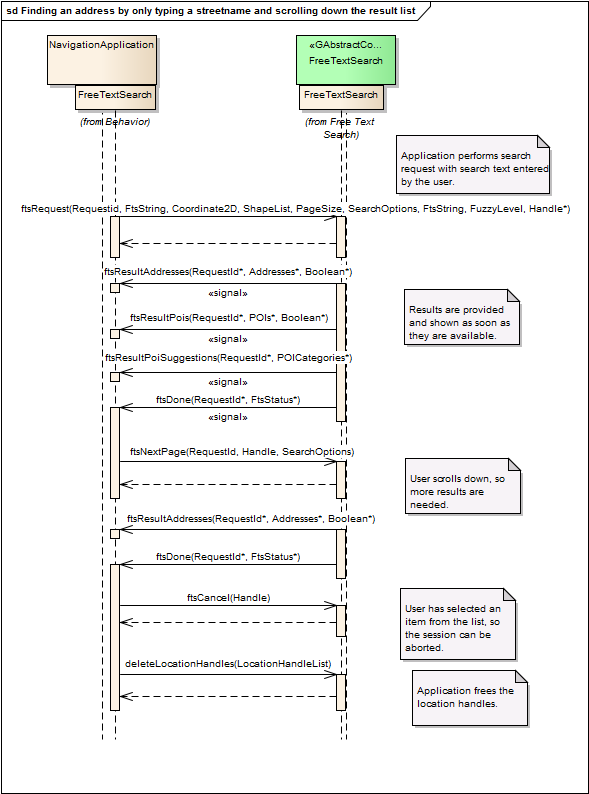 sd Finding an address by only typing a streetname and scrolling down the result list
NavigationApplication
FreeTextSearch
(from Behavior)
«GAbstractCo...
FreeTextSearch
FreeTextSearch
(from Free Text
Search)
Application performs search
request with search text entered
by the user.
ftsRequest(Requestid, FtsString, Coordinate2D, ShapeList, PageSize, SearchOptions, FtsString, FuzzyLevel, Handle*)
ftsResultAddresses(RequestId*, Addresses*, Boolean*)
«signal»
Results are provided
and shown as soon as
they are available.
ftsResultPois(RequestId*, POIs*, Boolean*)
«signal»
ftsResultPoiSuggestions(RequestId*, POICategories*)
«signal»
ftsDone(RequestId*, FtsStatus*)
«signal»
ftsNextPage(RequestId, Handle, SearchOptions)
User scrolls down, so
more results are
needed.
ftsResultAddresses(RequestId*, Addresses*, Boolean*)
ftsDone(RequestId*, FtsStatus*)
ftsCancel(Handle)
User has selected an
item from the list, so
the session can be
aborted.
deleteLocationHandles(LocationHandleList)
Application frees the
location handles.